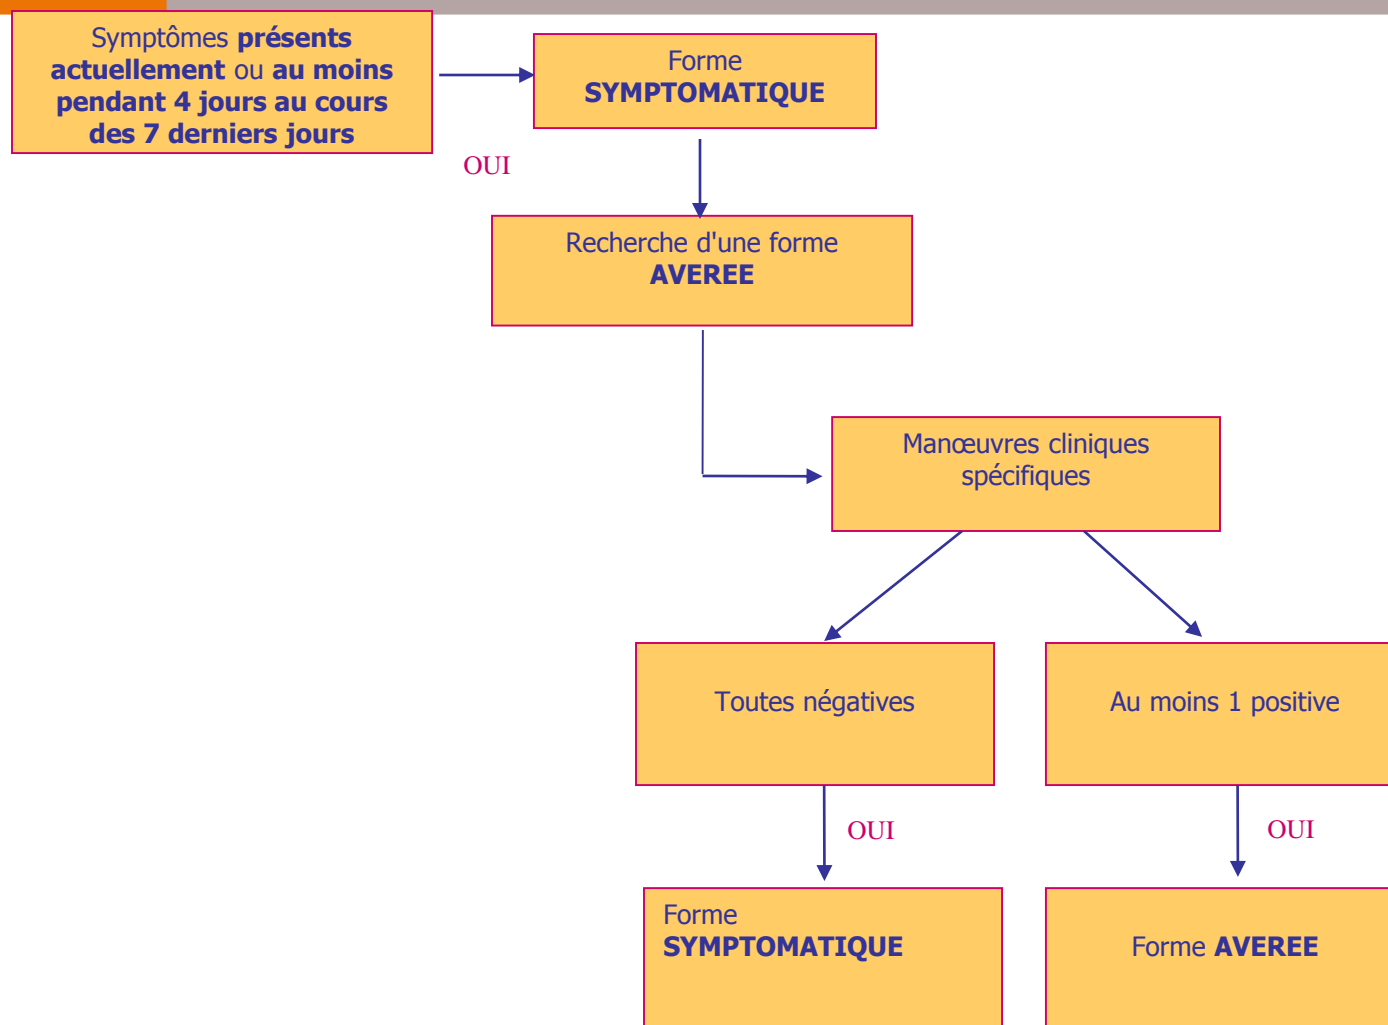 Symptômes présents
actuellement ou au moins
pendant 4 jours au cours
des 7 derniers jours
Forme
SYMPTOMATIQUE
OUI
Recherche d'une forme
AVEREE
Manœuvres cliniques
spécifiques
Toutes négatives
Au moins 1 positive
OUI
OUI
Forme
SYMPTOMATIQUE
Forme AVEREE